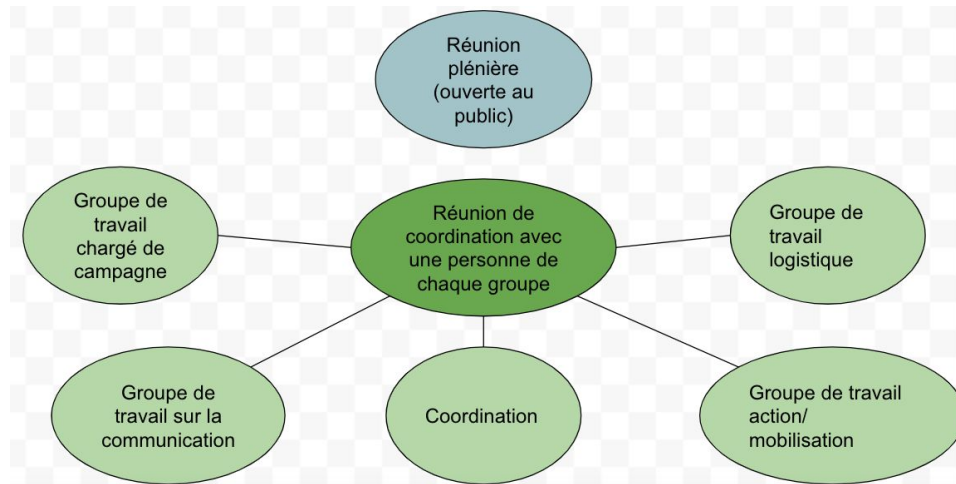 Réunion
plénière
(ouverte au
public)
Groupe de
travail
chargé de
campagne
Réunion de
coordination avec
une personne de
chaque groupe
Groupe de
travail
logistique
Groupe de
travail sur la
communication
Coordination
Groupe de travail
action/
mobilisation